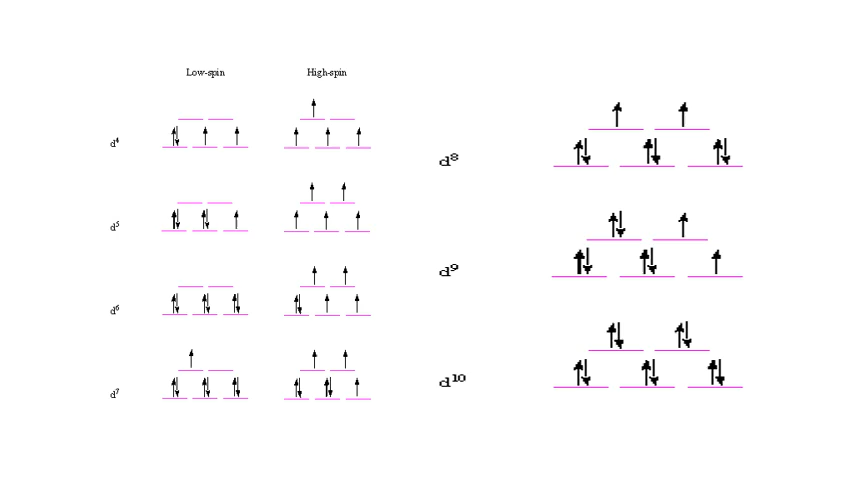 Low-spin High-spin
d⁴
d⁵
d⁶
d⁷
d⁸
d⁹
d¹⁰